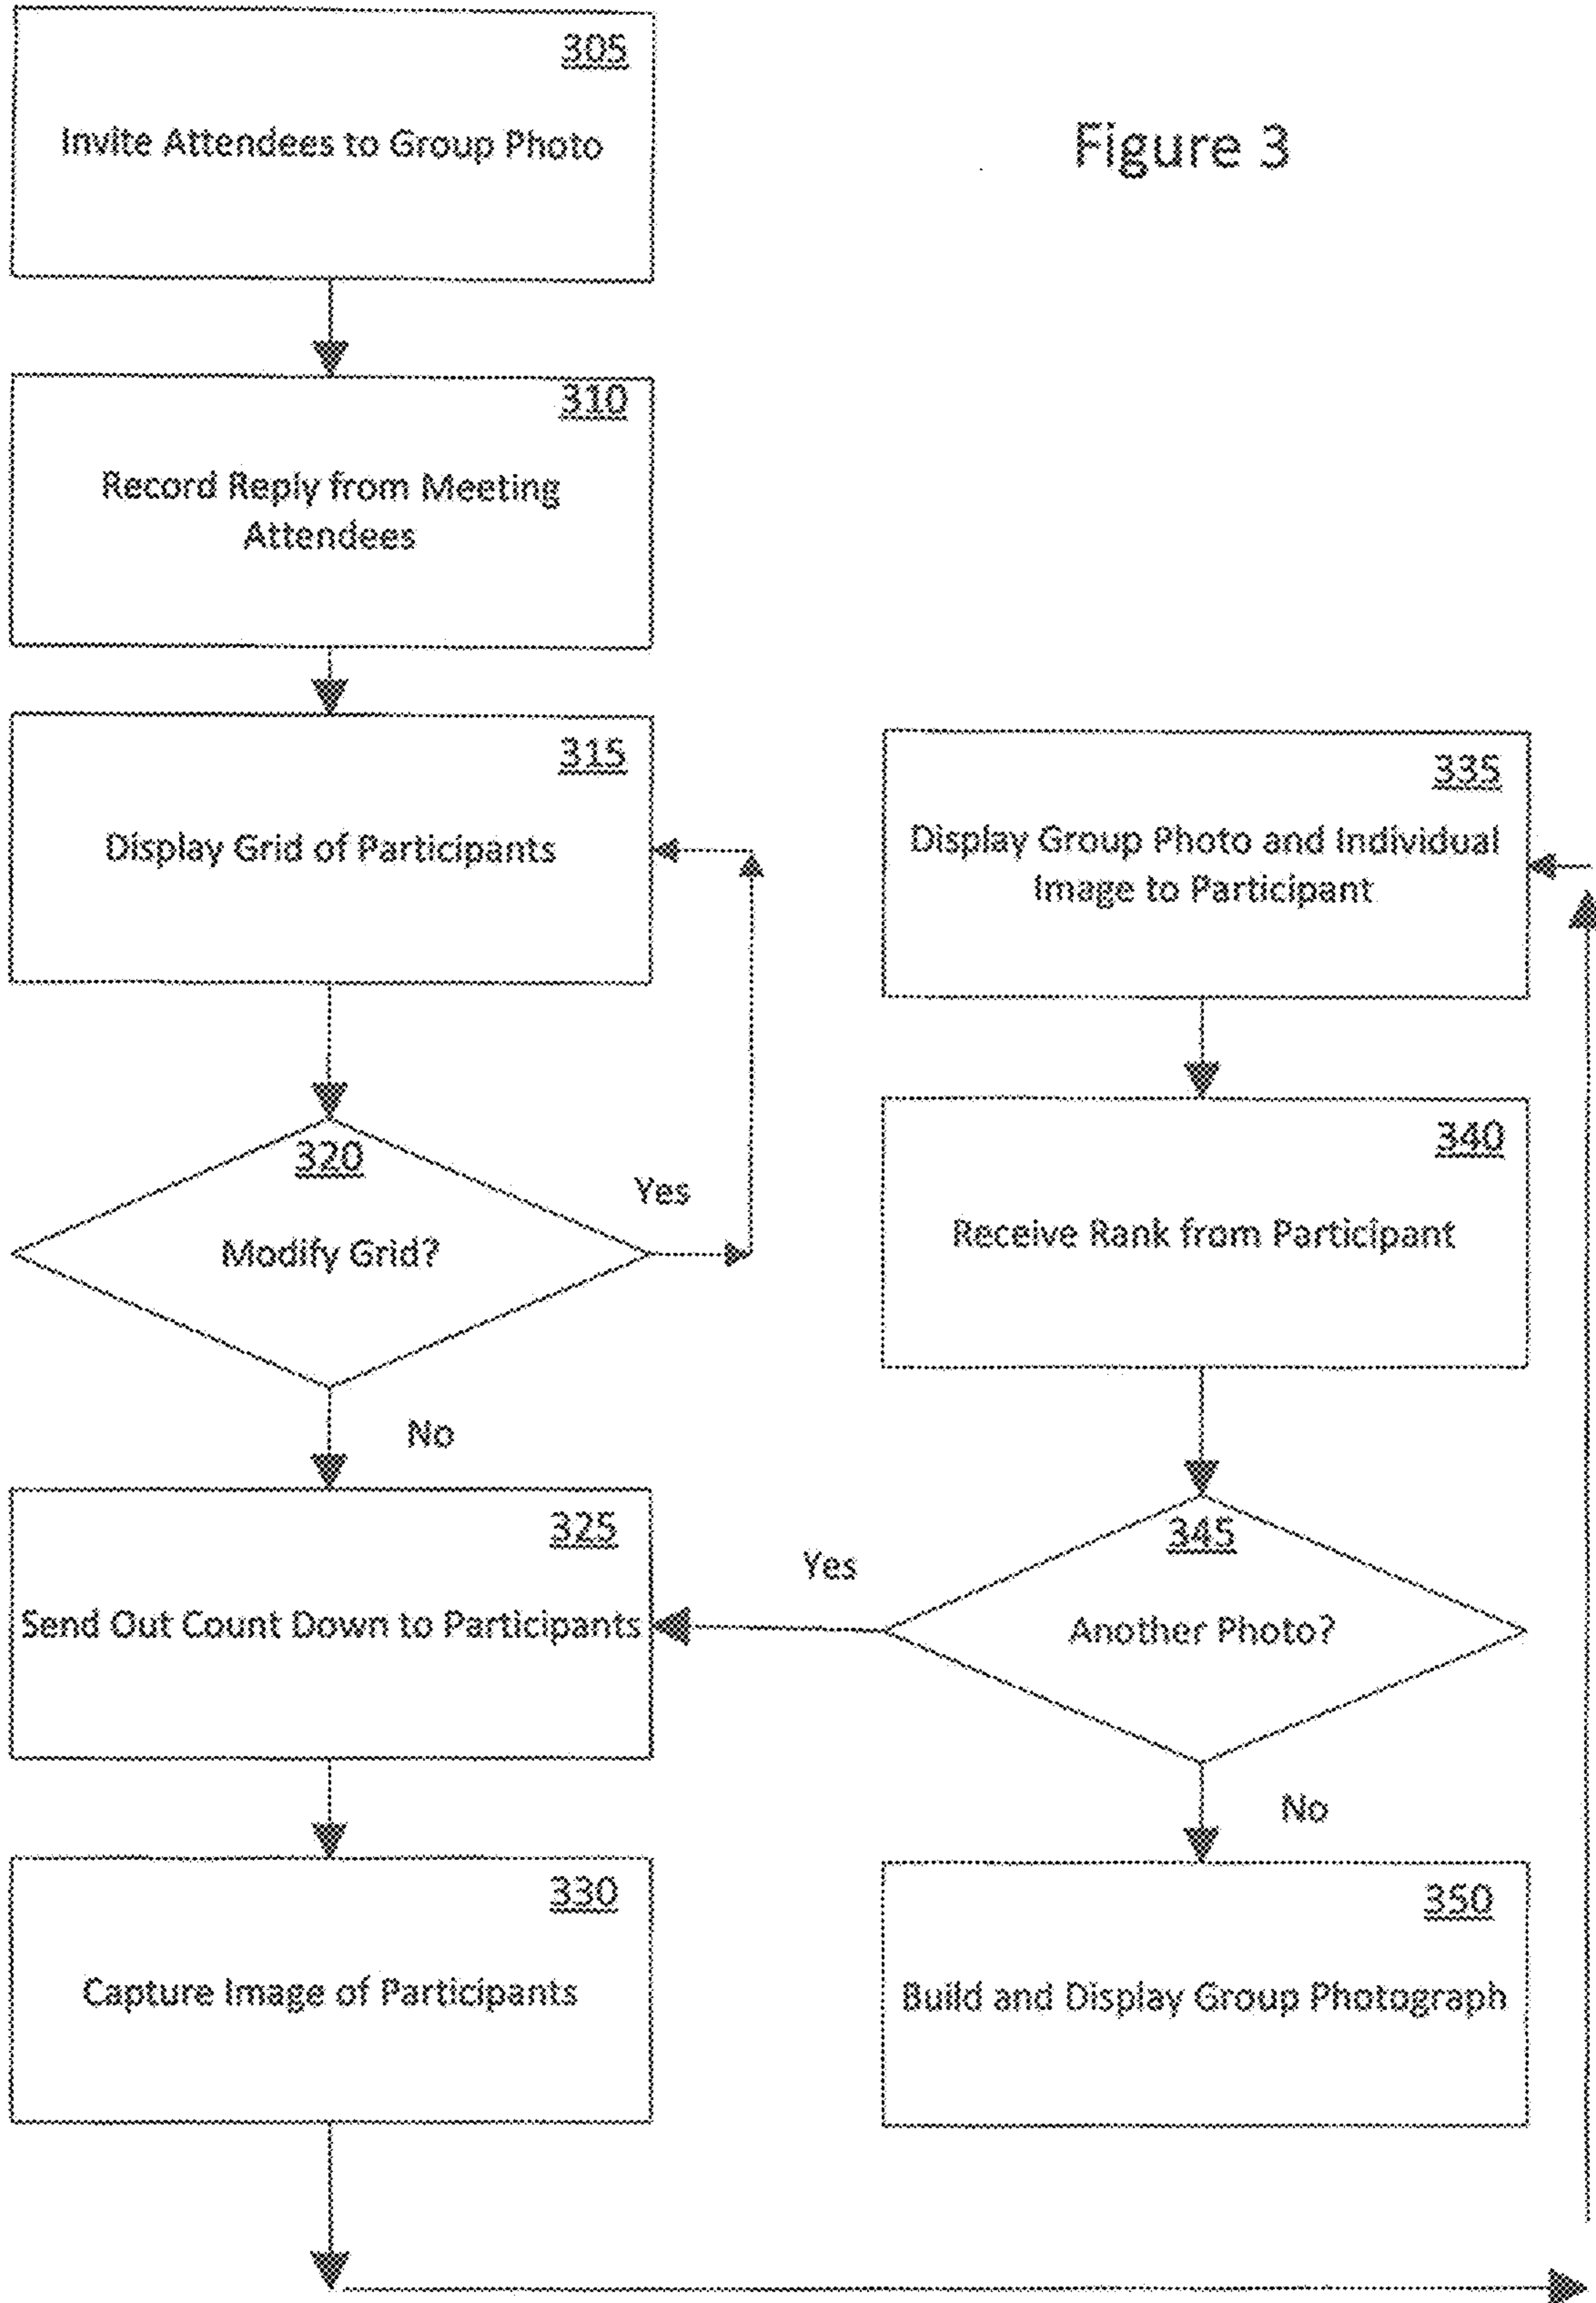 305
Invite Attendees to Group Photo
Figure 3
310
Record Reply from Meeting
Attendees
315
Display Grid of Participants
320
Modify Grid?
Yes
No
325
Send Out Count Down to Participants
330
Capture Image of Participants
335
Display Group Photo and Individual
Image to Participant
340
Receive Rank from Participant
345
Another Photo?
Yes
No
350
Build and Display Group Photograph